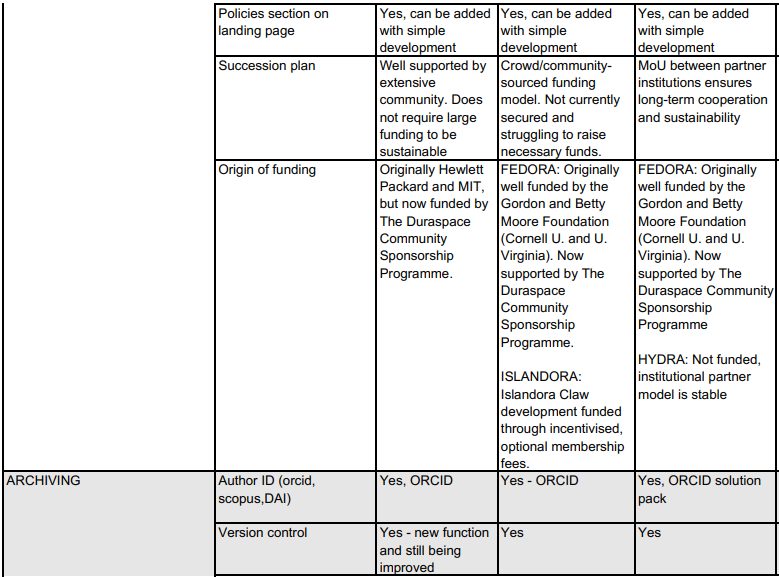 Policies section on
landing page
Yes, can be added
with simple
development
Yes, can be added
with simple
development
Yes, can be added
with simple
development
Succession plan
Well supported by
extensive
community. Does
not require large
funding to be
sustainable
Crowd/community-
sourced funding
model. Not currently
secured and
struggling to raise
necessary funds.
MoU between partner
institutions ensures
long-term cooperation
and sustainability
Origin of funding
Originally Hewlett
Packard and MIT,
but now funded by
The Duraspace
Community
Sponsorship
Programme.
FEDORA: Originally
well funded by the
Gordon and Betty
Moore Foundation
(Cornell U. and U.
Virginia). Now
supported by The
Duraspace
Community
Sponsorship
Programme.
ISLANDORA:
Islandora Claw
development funded
through incentivised,
optional membership
fees.
FEDORA: Originally
well funded by the
Gordon and Betty
Moore Foundation
(Cornell U. and U.
Virginia). Now
supported by The
Duraspace Community
Sponsorship
Programme
HYDRA: Not funded,
institutional partner
model is stable
ARCHIVING
Author ID (orcid,
scopus,DAI)
Yes, ORCID
Yes - ORCID
Yes, ORCID solution
pack
Version control
Yes - new function
and still being
improved
Yes
Yes